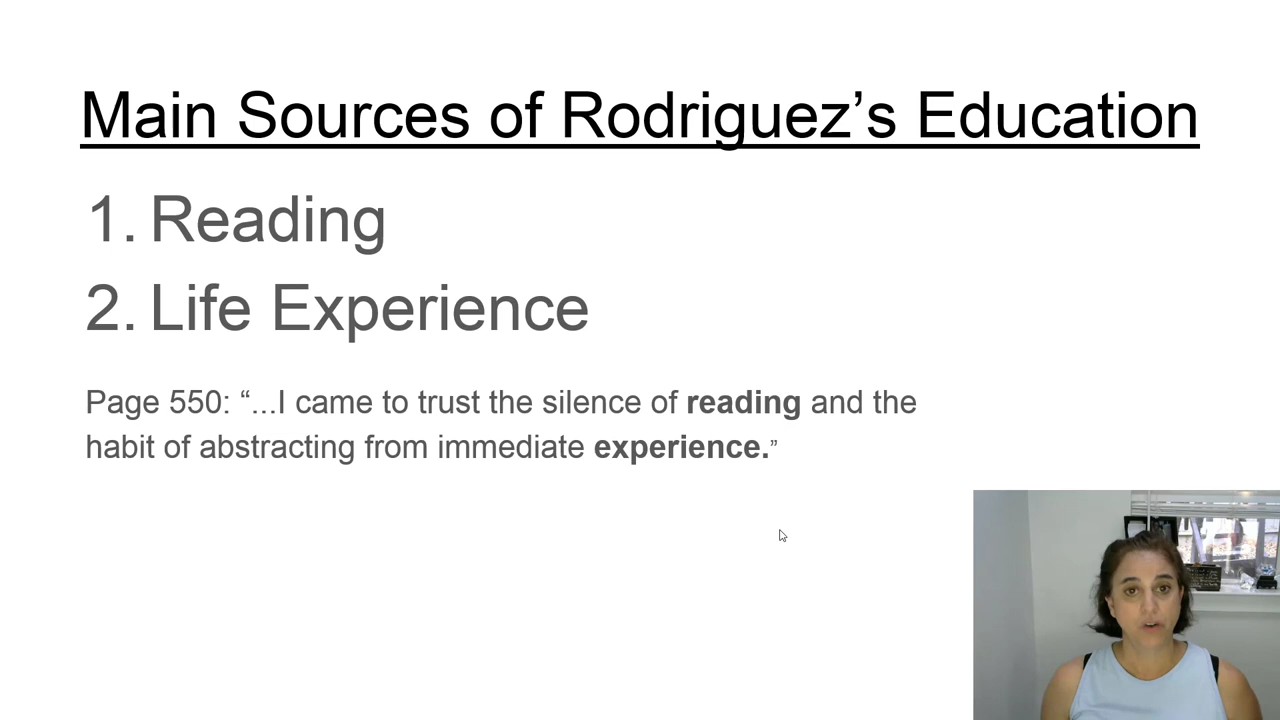 Main Sources of Rodriguez’s Education
1. Reading
2. Life Experience
Page 550: “...I came to trust the silence of reading and the
habit of abstracting from immediate experience.”